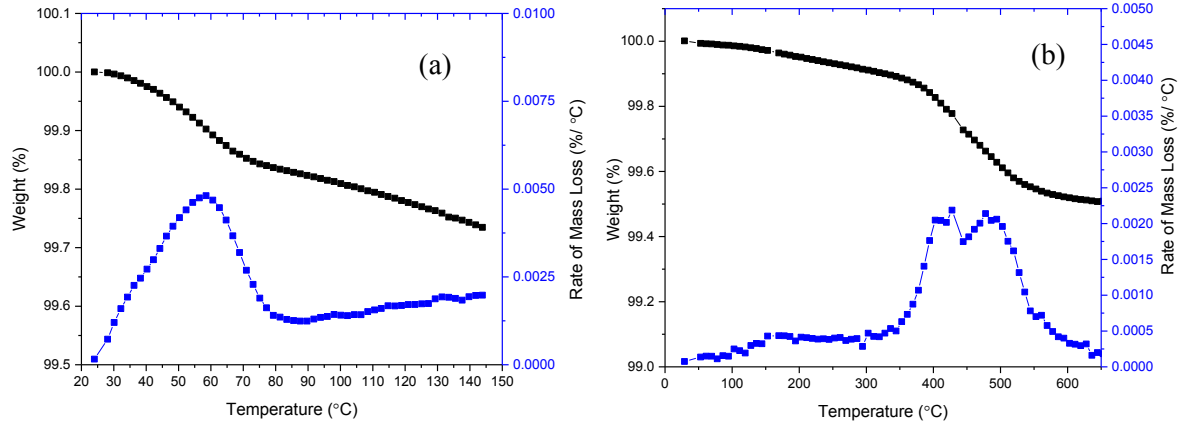 (a)
Weight (%)
100.1
100.0
99.9
99.8
99.7
99.6
99.5
0.0100
0.0075
0.0050
0.0025
0.0000
Rate of Mass Loss (%/ °C)
20 30 40 50 60 70 80 90 100 110 120 130 140 150
Temperature (°C)
(b)
Weight (%)
100.0
99.8
99.6
99.4
99.2
99.0
0.0050
0.0045
0.0040
0.0035
0.0030
0.0025
0.0020
0.0015
0.0010
0.0005
0.0000
Rate of Mass Loss (%/ °C)
0 100 200 300 400 500 600
Temperature (°C)